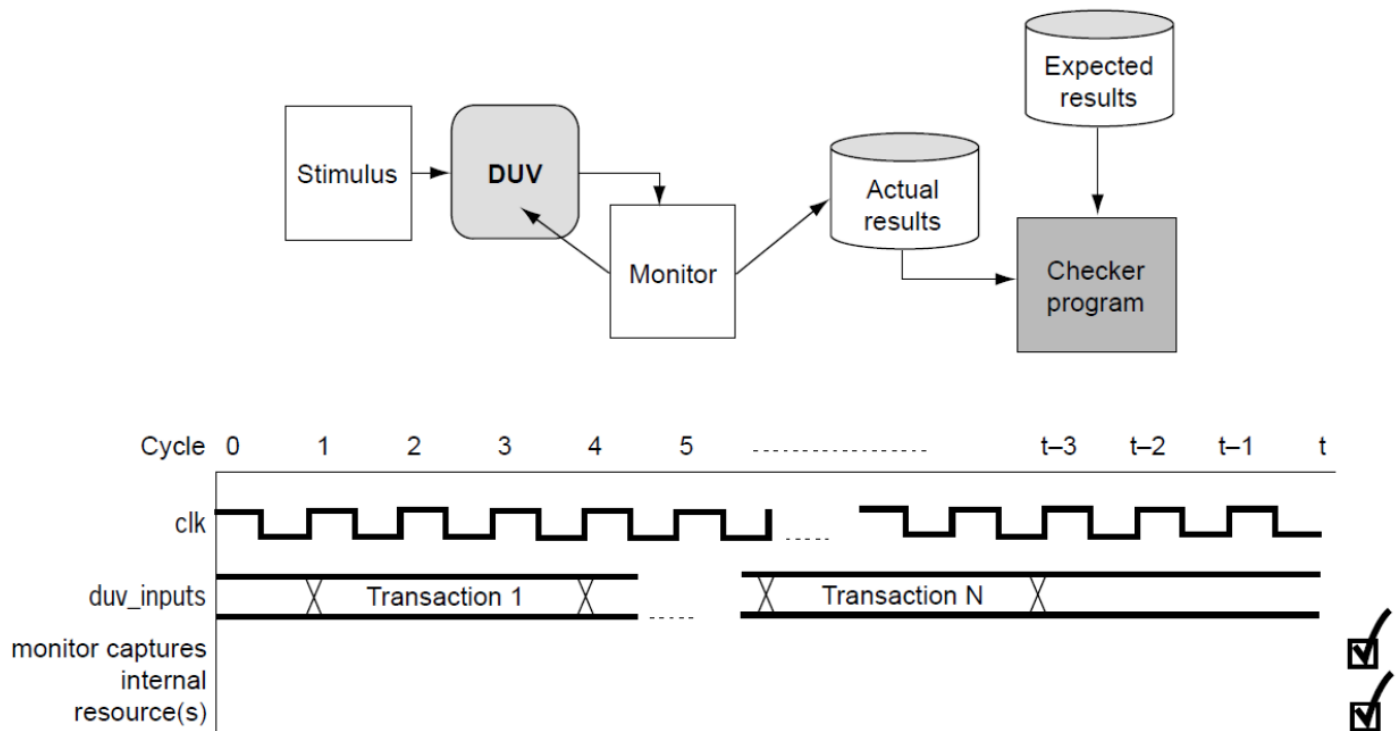 Expected
results
Stimulus
DUV
Actual
results
Monitor
Checker
program
Cycle 0 1 2 3 4 5 t–3 t–2 t–1 t
clk
duv_inputs Transaction 1 Transaction N
monitor captures
internal
resource(s)